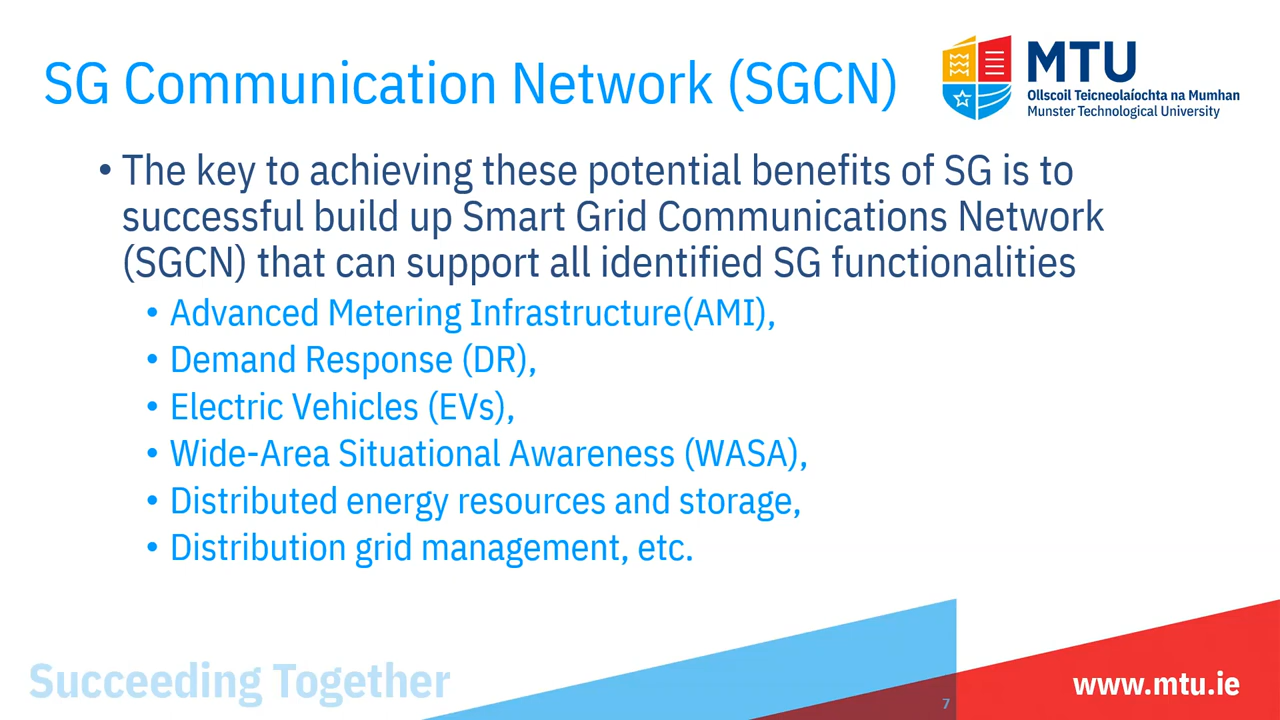 SG Communication Network (SGCN)
MTU
Ollscoil Teicneolaíochta na Mumhan
Munster Technological University
• The key to achieving these potential benefits of SG is to
successful build up Smart Grid Communications Network
(SGCN) that can support all identified SG functionalities
• Advanced Metering Infrastructure(AMI),
• Demand Response (DR),
• Electric Vehicles (EVs),
• Wide-Area Situational Awareness (WASA),
• Distributed energy resources and storage,
• Distribution grid management, etc.
Succeeding Together
7
www.mtu.ie